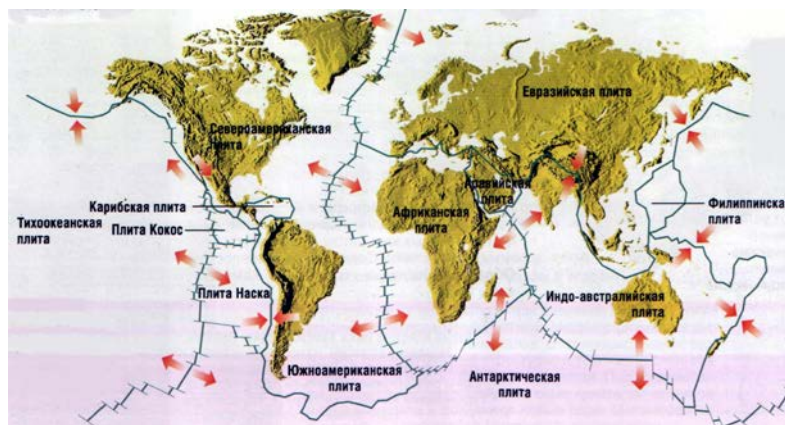 Евразийская плита
Североамериканская
плита
Аравийская
плита
Карибская плита
Африканская
плита
Филиппинская
плита
Тихоокеанская
плита
Плита Кокос
Плита Наска
Индо-австралийская
плита
Южноамериканская
плита
Антарктическая
плита